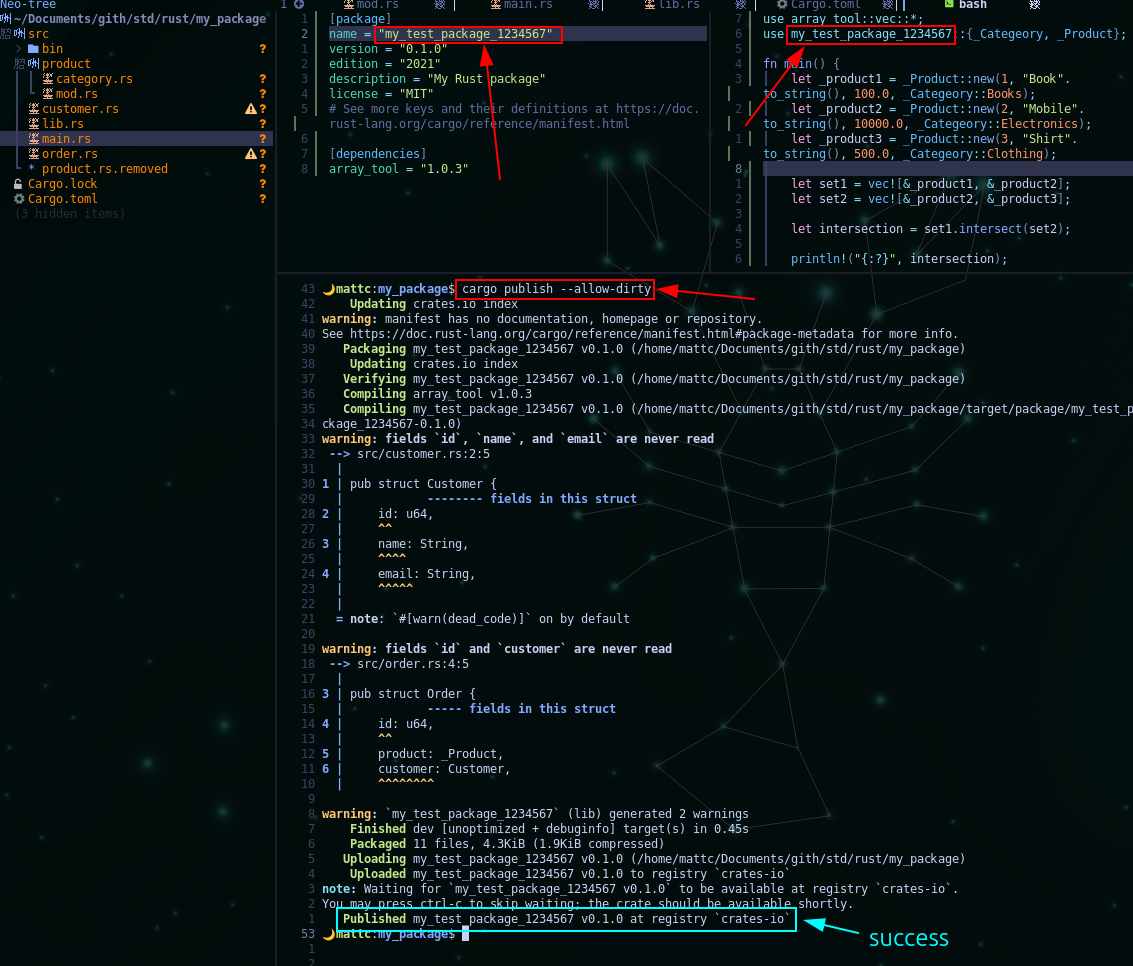 Neo-tree
~/Documents/gith/std/rust/my_package
src
> bin ?
product
category.rs ?
mod.rs ?
customer.rs ?
lib.rs ?
main.rs ?
order.rs ?
* product.rs.removed ?
Cargo.lock ?
Cargo.toml ?
(3 hidden items)
1 mod.rs main.rs lib.rs
1 [package]
2 name = "my_test_package_1234567"
1 version = "0.1.0"
2 edition = "2021"
3 description = "My Rust package"
4 license = "MIT"
5 # See more keys and their definitions at https://doc.
rust-lang.org/cargo/reference/manifest.html
6
7 [dependencies]
8 array_tool = "1.0.3"
Cargo.toml bash
7 use array_tool::vec::*;
6 use my_test_package_1234567::{_Categeory, _Product};
5
4 fn main() {
3 let _product1 = _Product::new(1, "Book".
to_string(), 100.0, _Categeory::Books);
2 let _product2 = _Product::new(2, "Mobile".
to_string(), 10000.0, _Categeory::Electronics);
1 let _product3 = _Product::new(3, "Shirt".
to_string(), 500.0, _Categeory::Clothing);
8
1 let set1 = vec![&_product1, &_product2];
2 let set2 = vec![&_product2, &_product3];
3
4 let intersection = set1.intersect(set2);
5
6 println!("{:?}", intersection);
43 mattc:my_package$ cargo publish --allow-dirty
42 Updating crates.io index
41 warning: manifest has no documentation, homepage or repository.
40 See https://doc.rust-lang.org/cargo/reference/manifest.html#package-metadata for more info.
39 Packaging my_test_package_1234567 v0.1.0 (/home/mattc/Documents/gith/std/rust/my_package)
38 Updating crates.io index
37 Verifying my_test_package_1234567 v0.1.0 (/home/mattc/Documents/gith/std/rust/my_package)
36 Compiling array_tool v1.0.3
35 Compiling my_test_package_1234567 v0.1.0 (/home/mattc/Documents/gith/std/rust/my_package/target/package/my_test_p
34 ckage_1234567-0.1.0)
33 warning: fields `id`, `name`, and `email` are never read
32 --> src/customer.rs:2:5
31 |
30 1 | pub struct Customer {
29 | -------- fields in this struct
28 2 | id: u64,
27 | ^^
26 3 | name: String,
25 | ^^^^
24 4 | email: String,
23 | ^^^^^
22 |
21 = note: `#[warn(dead_code)]` on by default
20
19 warning: fields `id` and `customer` are never read
18 --> src/order.rs:4:5
17 |
16 3 | pub struct Order {
15 | ----- fields in this struct
14 4 | id: u64,
13 | ^^
12 5 | product: _Product,
11 6 | customer: Customer,
10 | ^^^^^^^^
9
8 warning: `my_test_package_1234567` (lib) generated 2 warnings
7 Finished dev [unoptimized + debuginfo] target(s) in 0.45s
6 Packaged 11 files, 4.3KiB (1.9KiB compressed)
5 Uploading my_test_package_1234567 v0.1.0 (/home/mattc/Documents/gith/std/rust/my_package)
4 Uploaded my_test_package_1234567 v0.1.0 to registry `crates-io`
3 note: Waiting for `my_test_package_1234567 v0.1.0` to be available at registry `crates-io`.
2 You may press ctrl-c to skip waiting; the crate should be available shortly.
1 Published my_test_package_1234567 v0.1.0 at registry `crates-io`
53 mattc:my_package$
1
2
success